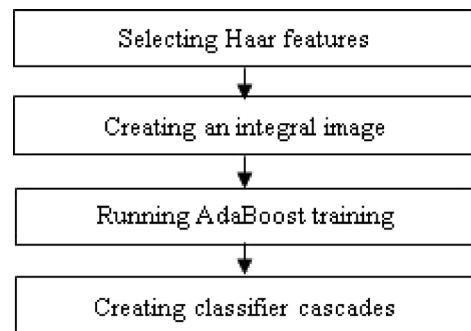 Selecting Haar features
Creating an integral image
Running AdaBoost training
Creating classifier cascades